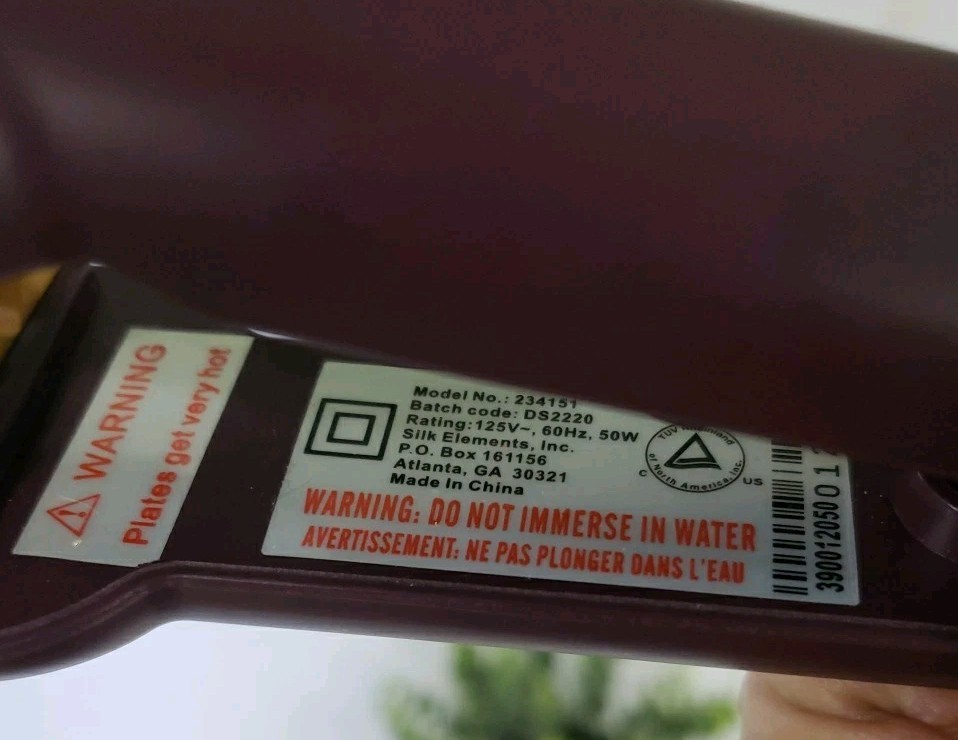 WARNING
Plates get very hot
Model No.: 234151
Batch code: DS2220
Rating:125V~, 60Hz, 50W
Silk Elements, Inc.
P.O. Box 161156
Atlanta, GA 30321
Made In China
TUV
of North America, Inc.
C US
WARNING: DO NOT IMMERSE IN WATER
AVERTISSEMENT: NE PAS PLONGER DANS L'EAU
39001205001